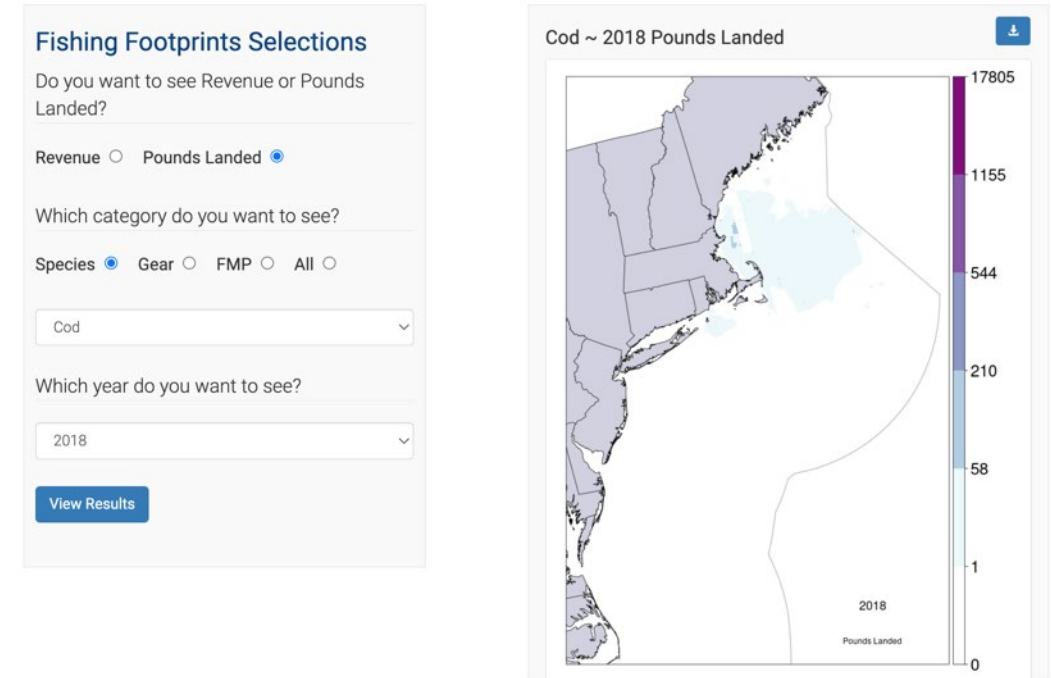 Fishing Footprints Selections
Do you want to see Revenue or Pounds
Landed?
Revenue Pounds Landed
Which category do you want to see?
Species Gear FMP All
Cod
Which year do you want to see?
2018
View Results
Cod ~ 2018 Pounds Landed
17805
1155
544
210
58
1
0
2018
Pounds Landed